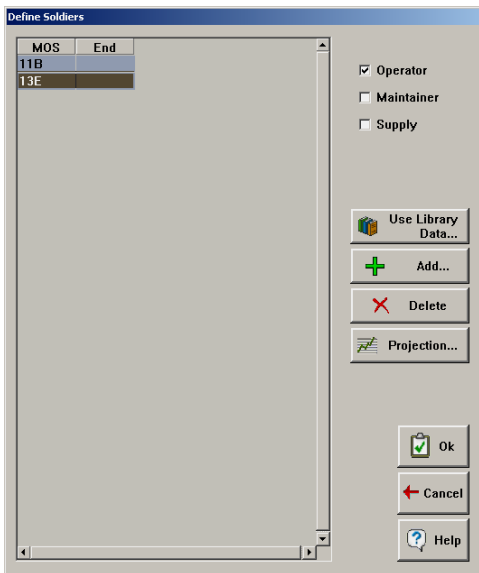 Define Soldiers
MOS End
11B
13E
Operator
Maintainer
Supply
Use Library
Data...
Add...
Delete
Projection...
Ok
Cancel
Help